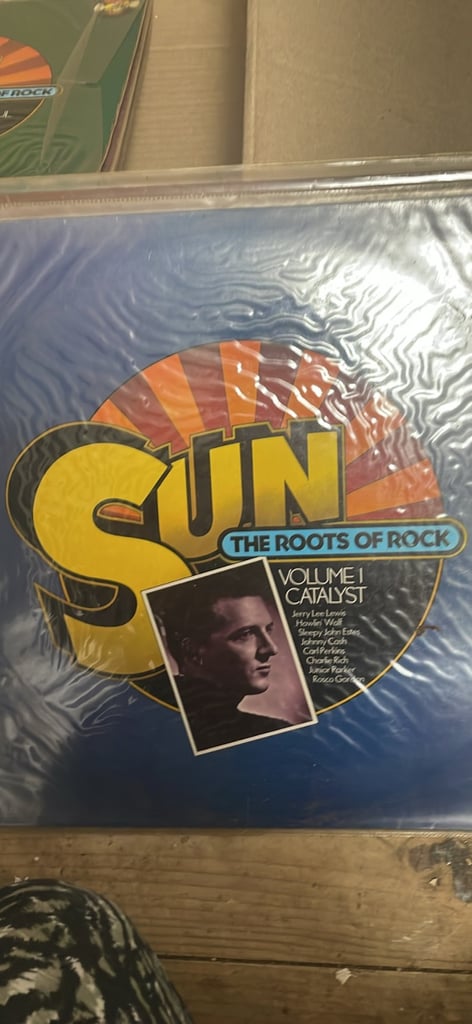 OF ROCK
SUN
THE ROOTS OF ROCK
VOLUME 1
CATALYST
Jerry Lee Lewis
Howlin' Wolf
Sleepy John Estes
Johnny Cash
Carl Perkins
Charlie Rich
Junior Parker
Rosco Gordon